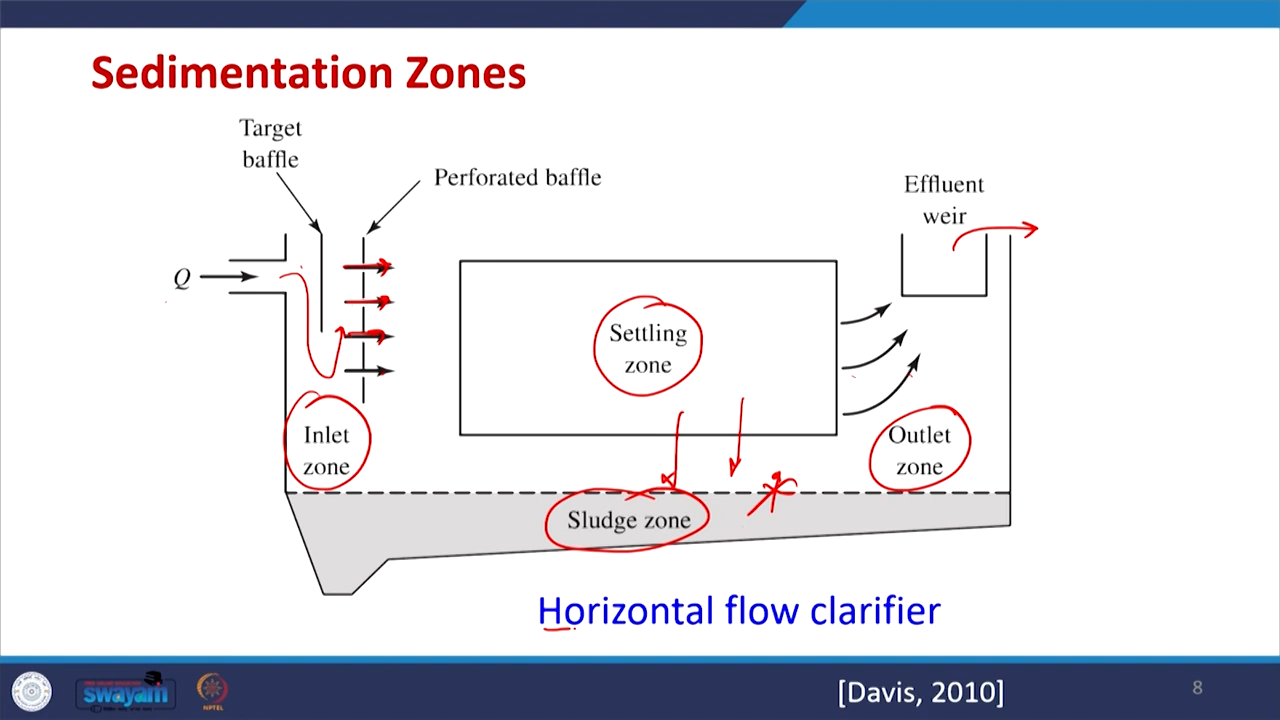 Sedimentation Zones
Target
baffle
Perforated baffle
Effluent
weir
Q
Settling
zone
Inlet
zone
Outlet
zone
Sludge zone
Horizontal flow clarifier
swayam
NPTEL
[Davis, 2010]
8